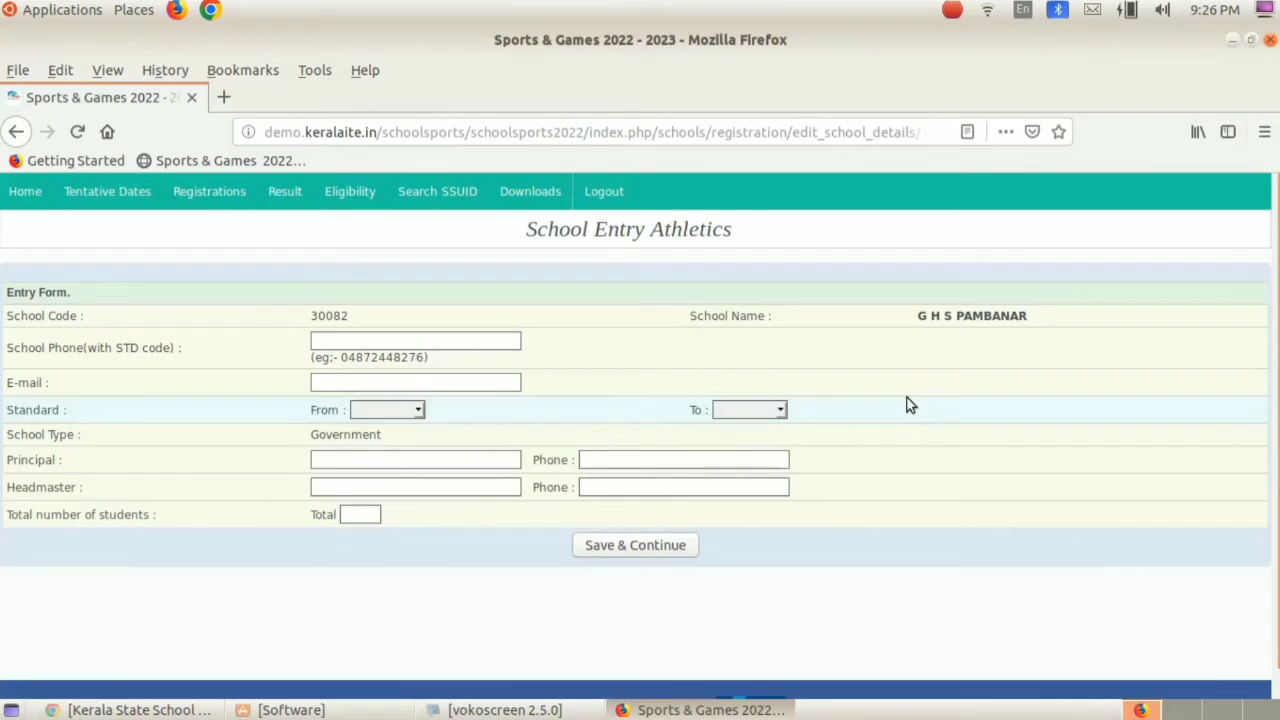 Applications Places En 9:26 PM
Sports & Games 2022 - 2023 - Mozilla Firefox
File Edit View History Bookmarks Tools Help
Sports & Games 2022 - 2
demo.keralaite.in/schoolsports/schoolsports2022/index.php/schools/registration/edit_school_details/
Getting Started Sports & Games 2022...
Home Tentative Dates Registrations Result Eligibility Search SSUID Downloads Logout
School Entry Athletics
Entry Form.
School Code : 30082 School Name : G H S PAMBANAR
School Phone(with STD code) :
(eg:- 04872448276)
E-mail :
Standard : From : To :
School Type : Government
Principal : Phone :
Headmaster : Phone :
Total number of students : Total
Save & Continue
[Kerala State School ... [Software] [vokoscreen 2.5.0] Sports & Games 2022...